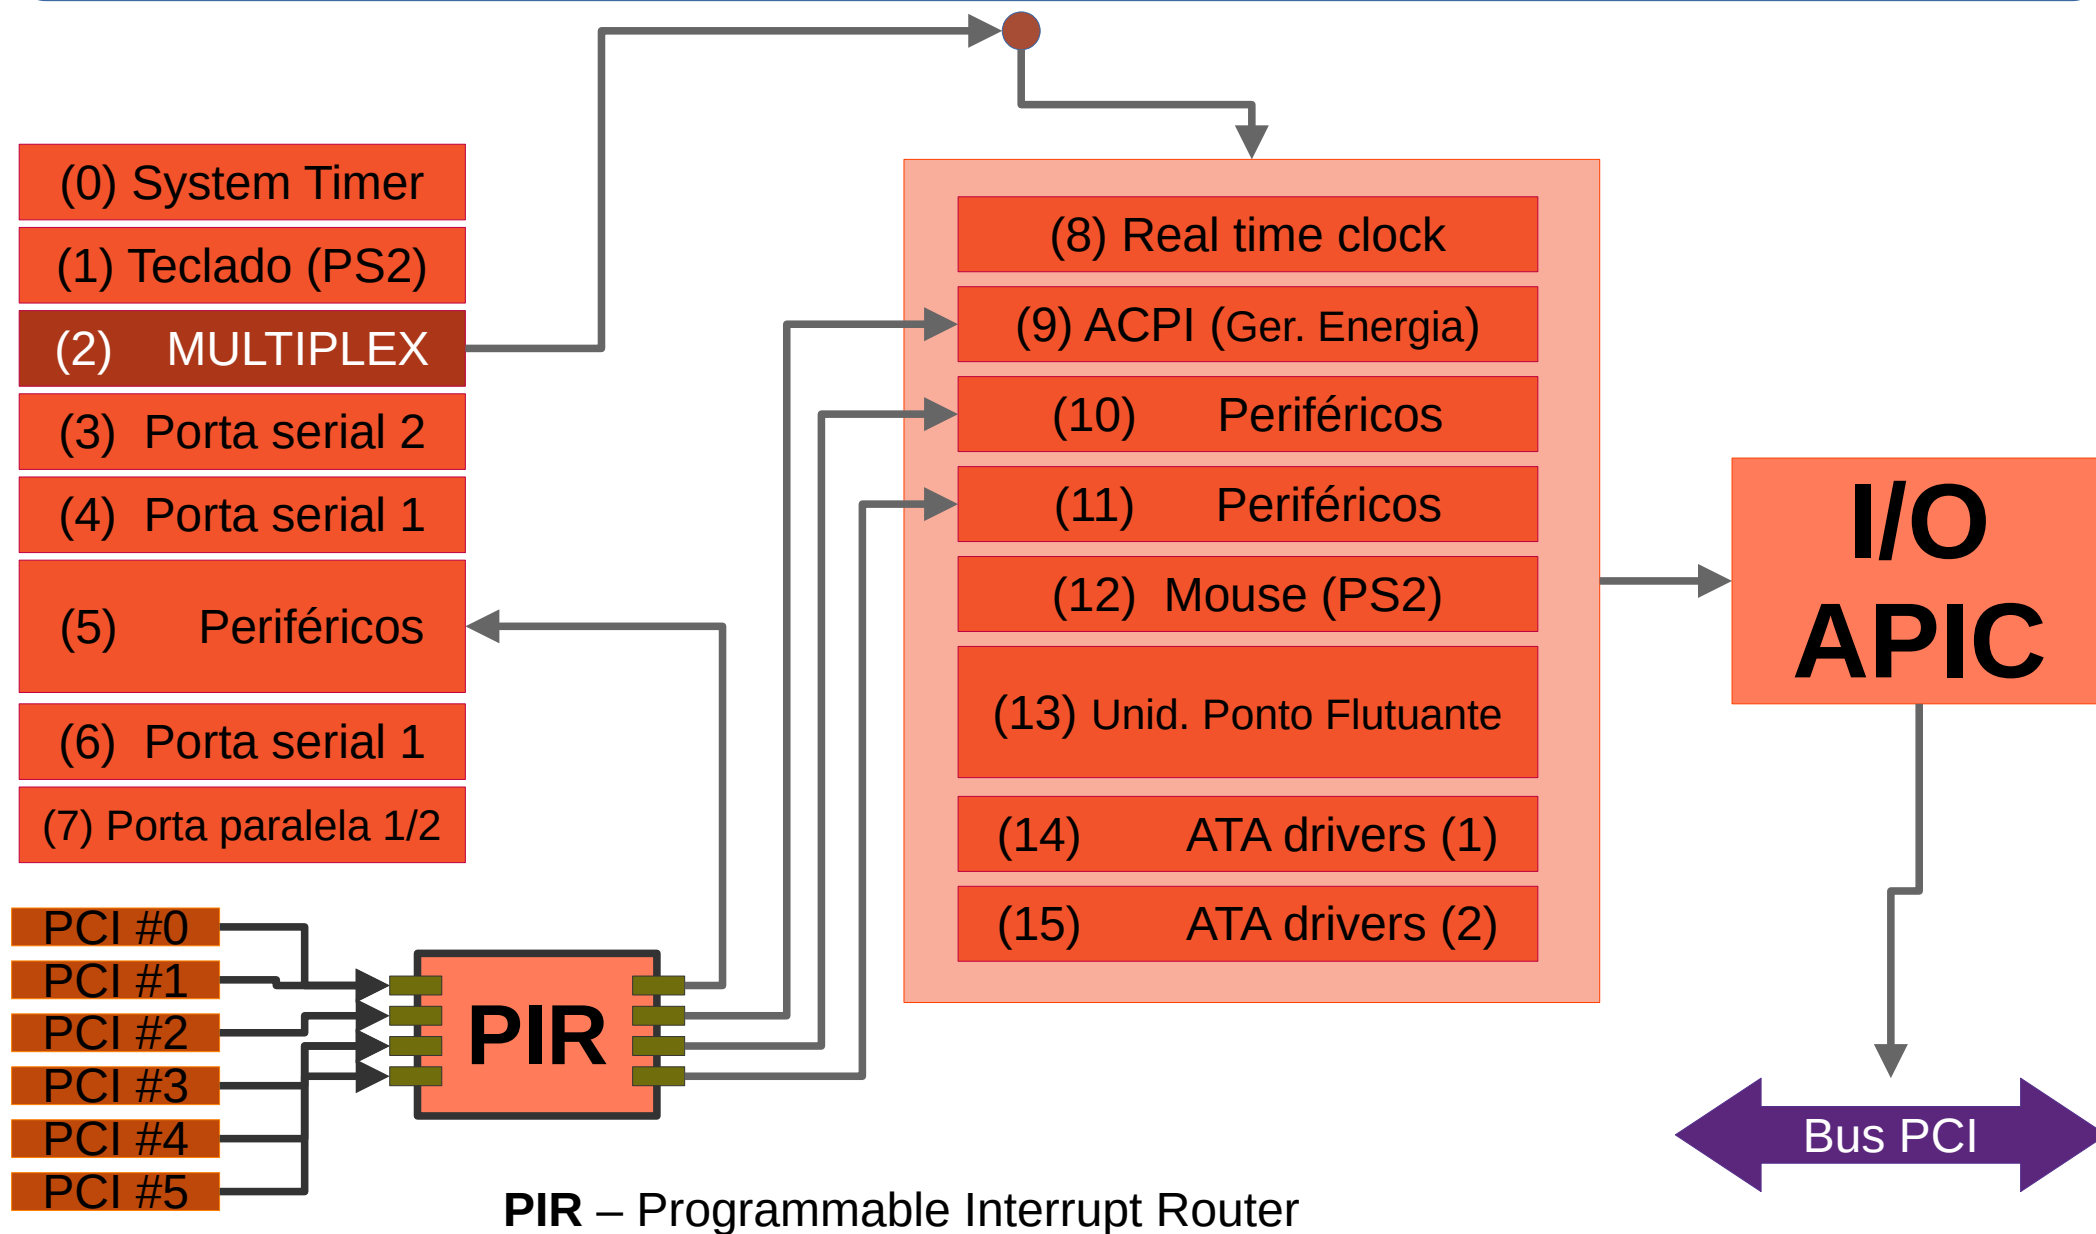 (0) System Timer
(1) Teclado (PS2)
(2) MULTIPLEX
(3) Porta serial 2
(4) Porta serial 1
(5) Periféricos
(6) Porta serial 1
(7) Porta paralela 1/2
(8) Real time clock
(9) ACPI (Ger. Energia)
(10) Periféricos
(11) Periféricos
(12) Mouse (PS2)
(13) Unid. Ponto Flutuante
(14) ATA drivers (1)
(15) ATA drivers (2)
I/O
APIC
PCI #0
PCI #1
PCI #2
PCI #3
PCI #4
PCI #5
PIR
Bus PCI
PIR – Programmable Interrupt Router